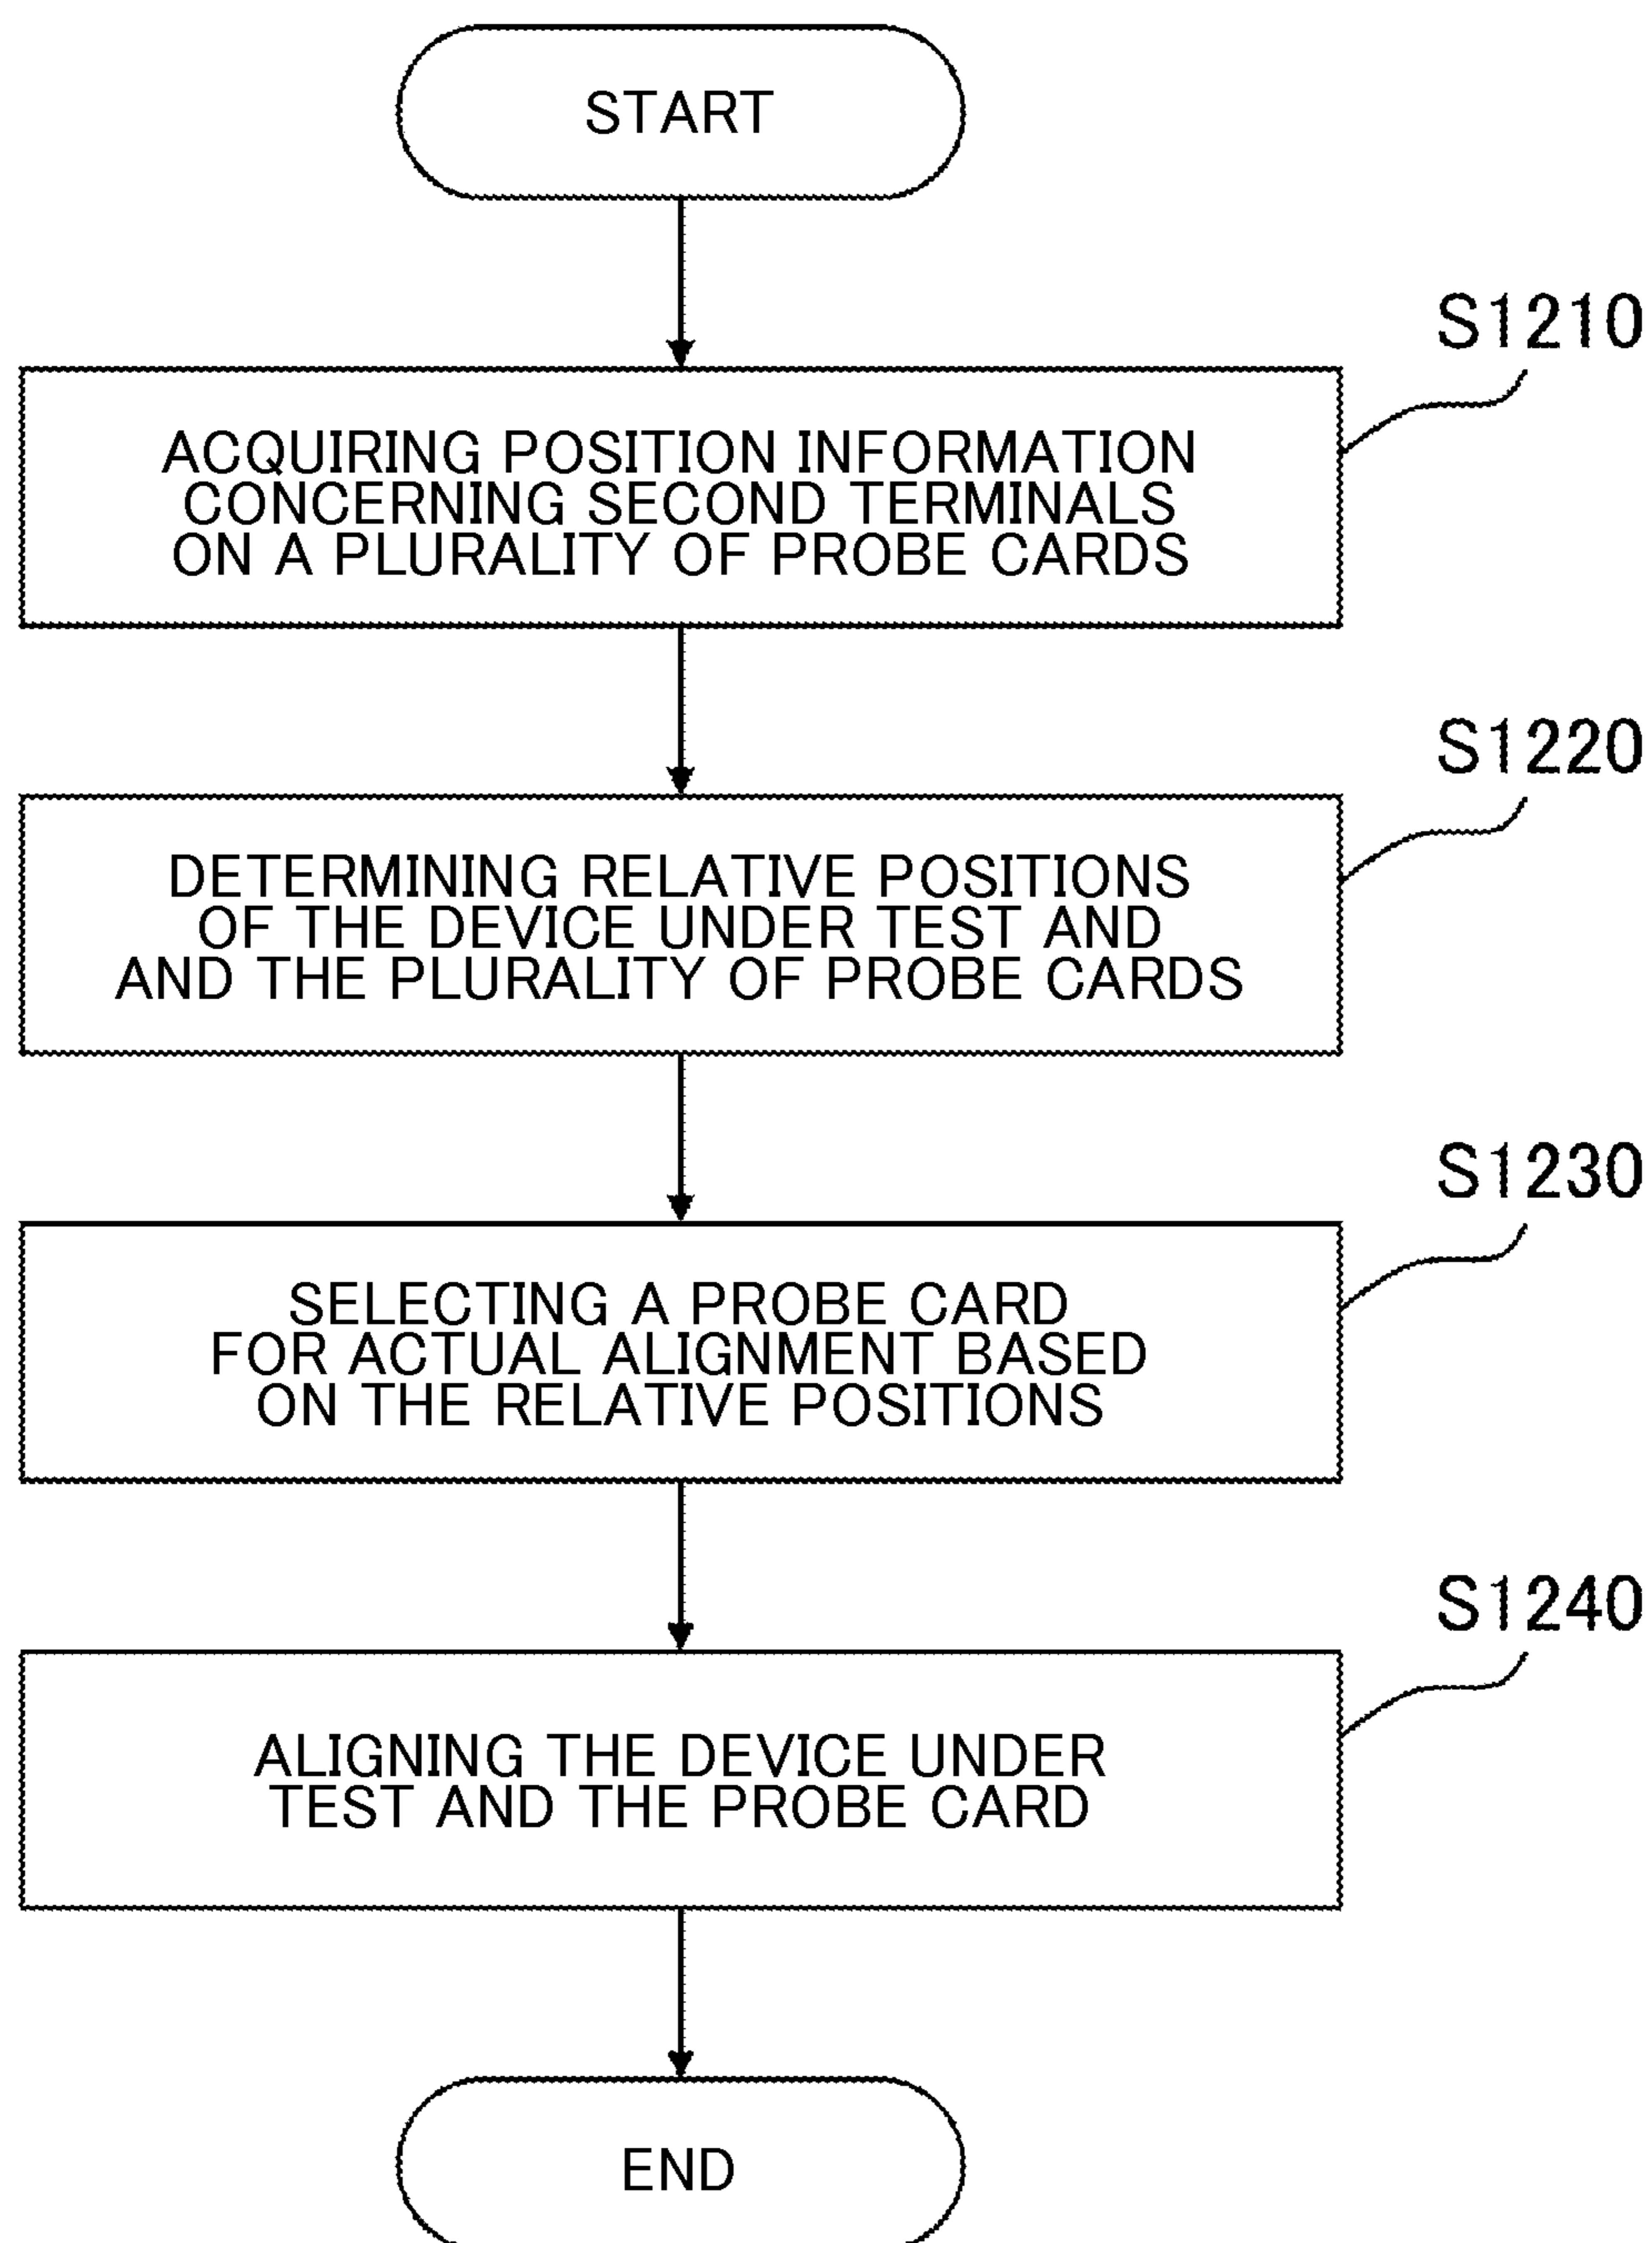 START
S1210
ACQUIRING POSITION INFORMATION
CONCERNING SECOND TERMINALS
ON A PLURALITY OF PROBE CARDS
S1220
DETERMINING RELATIVE POSITIONS
OF THE DEVICE UNDER TEST AND
AND THE PLURALITY OF PROBE CARDS
S1230
SELECTING A PROBE CARD
FOR ACTUAL ALIGNMENT BASED
ON THE RELATIVE POSITIONS
S1240
ALIGNING THE DEVICE UNDER
TEST AND THE PROBE CARD
END